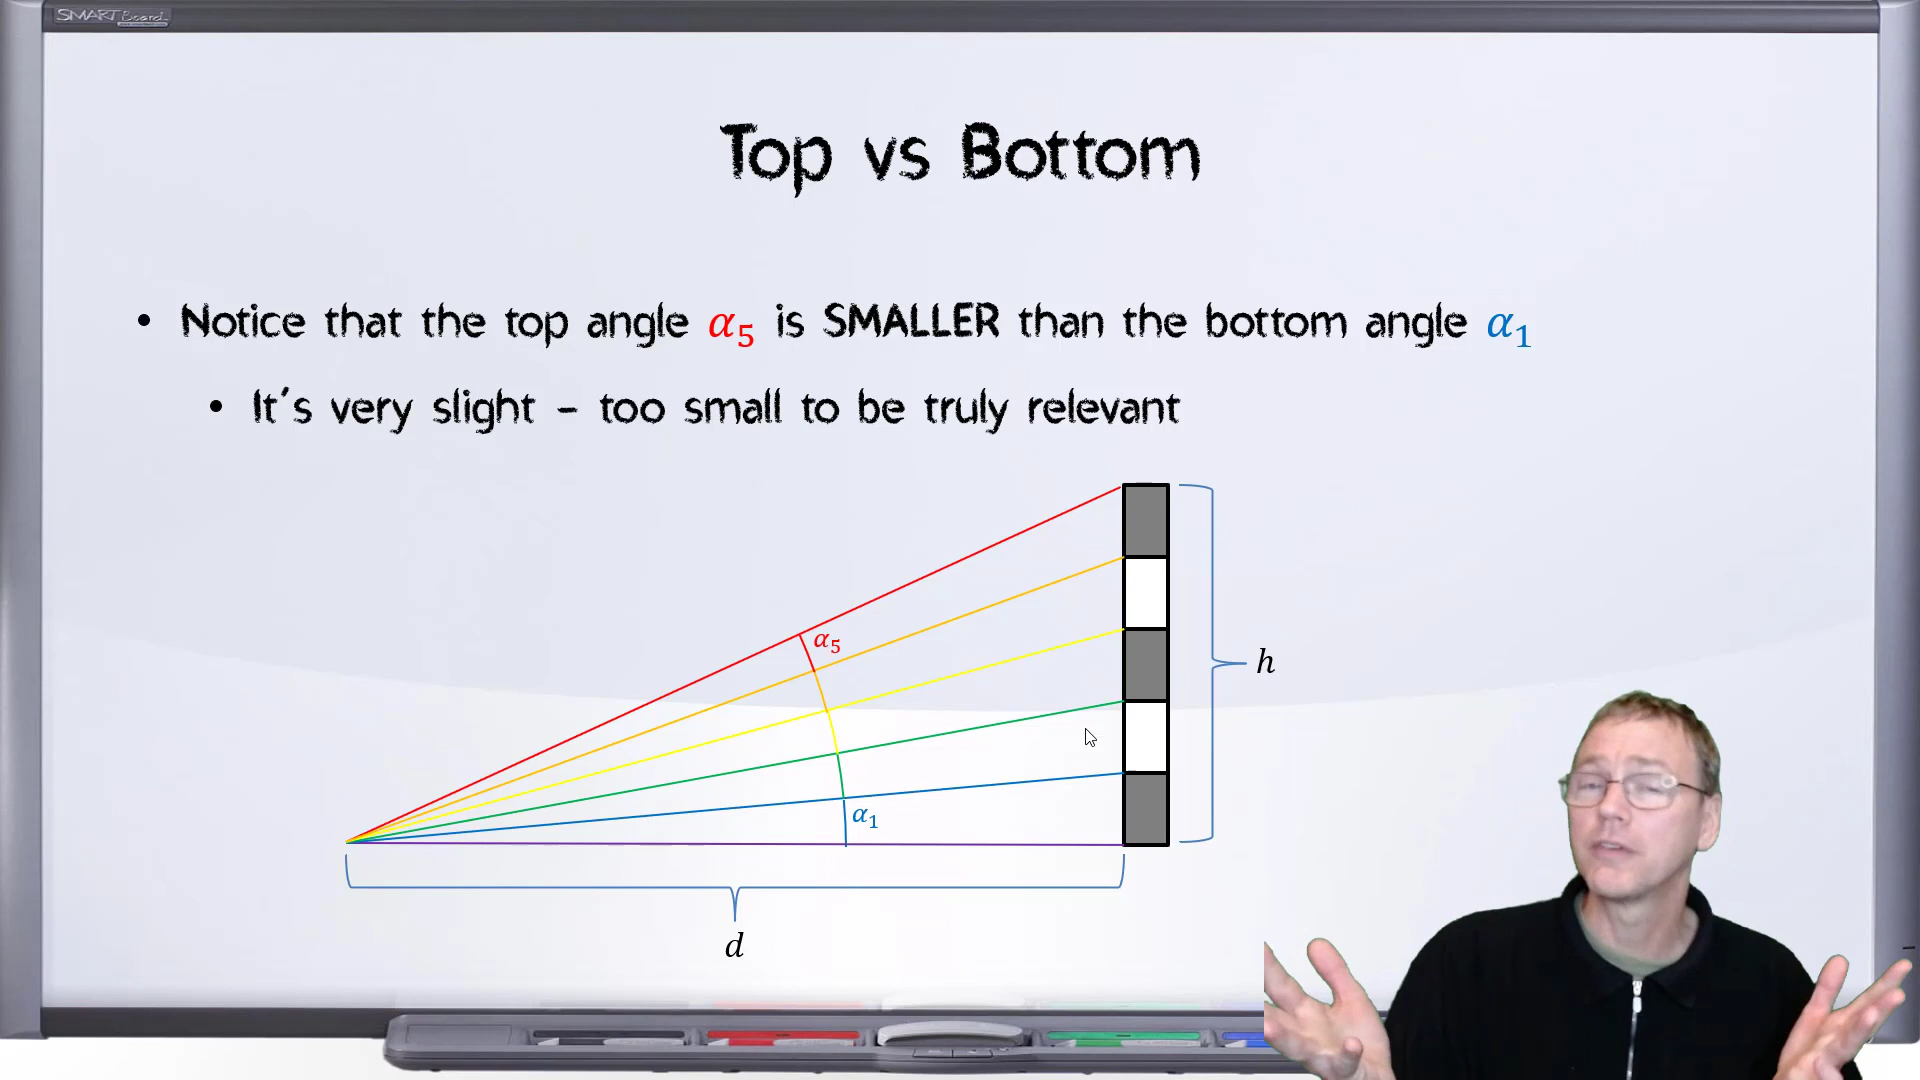 SMART Board
Top vs Bottom
• Notice that the top angle α₅ is SMALLER than the bottom angle α₁
• It's very slight – too small to be truly relevant
α₅
h
α₁
d